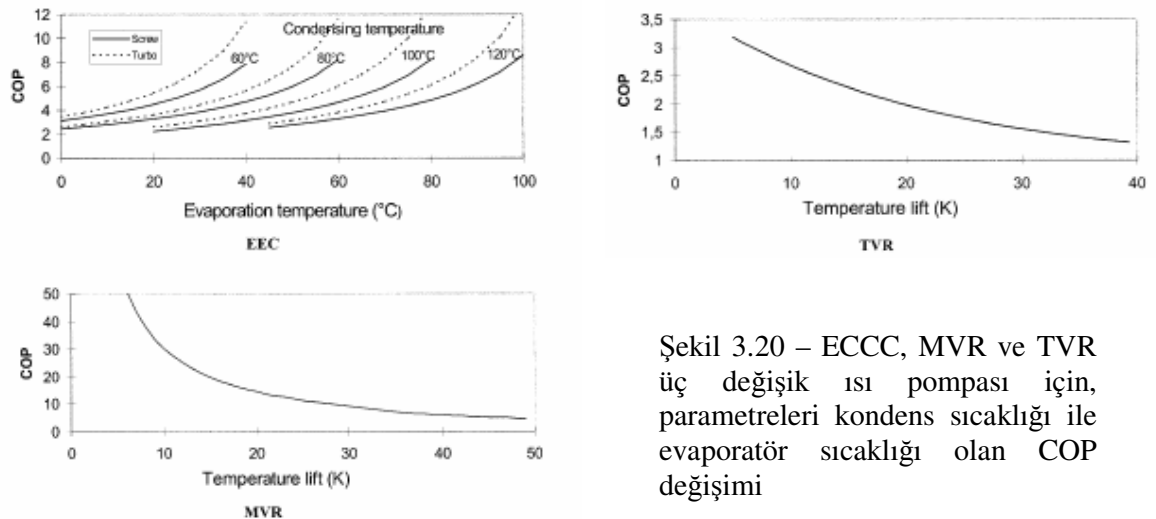 12
10
8
6
4
2
0
COP
Screw
Turbo
Condensing temperature
60°C
80°C
100°C
120°C
0
20
40
60
80
100
Evaporation temperature (°C)
EEC
3,5
3
2,5
2
1,5
1
COP
0
10
20
30
40
Temperature lift (K)
TVR
50
40
30
20
10
0
COP
0
10
20
30
40
50
Temperature lift (K)
MVR
Şekil 3.20 – ECCC, MVR ve TVR
üç değişik ısı pompası için,
parametreleri kondens sıcaklığı ile
evaporatör sıcaklığı olan COP
değişimi